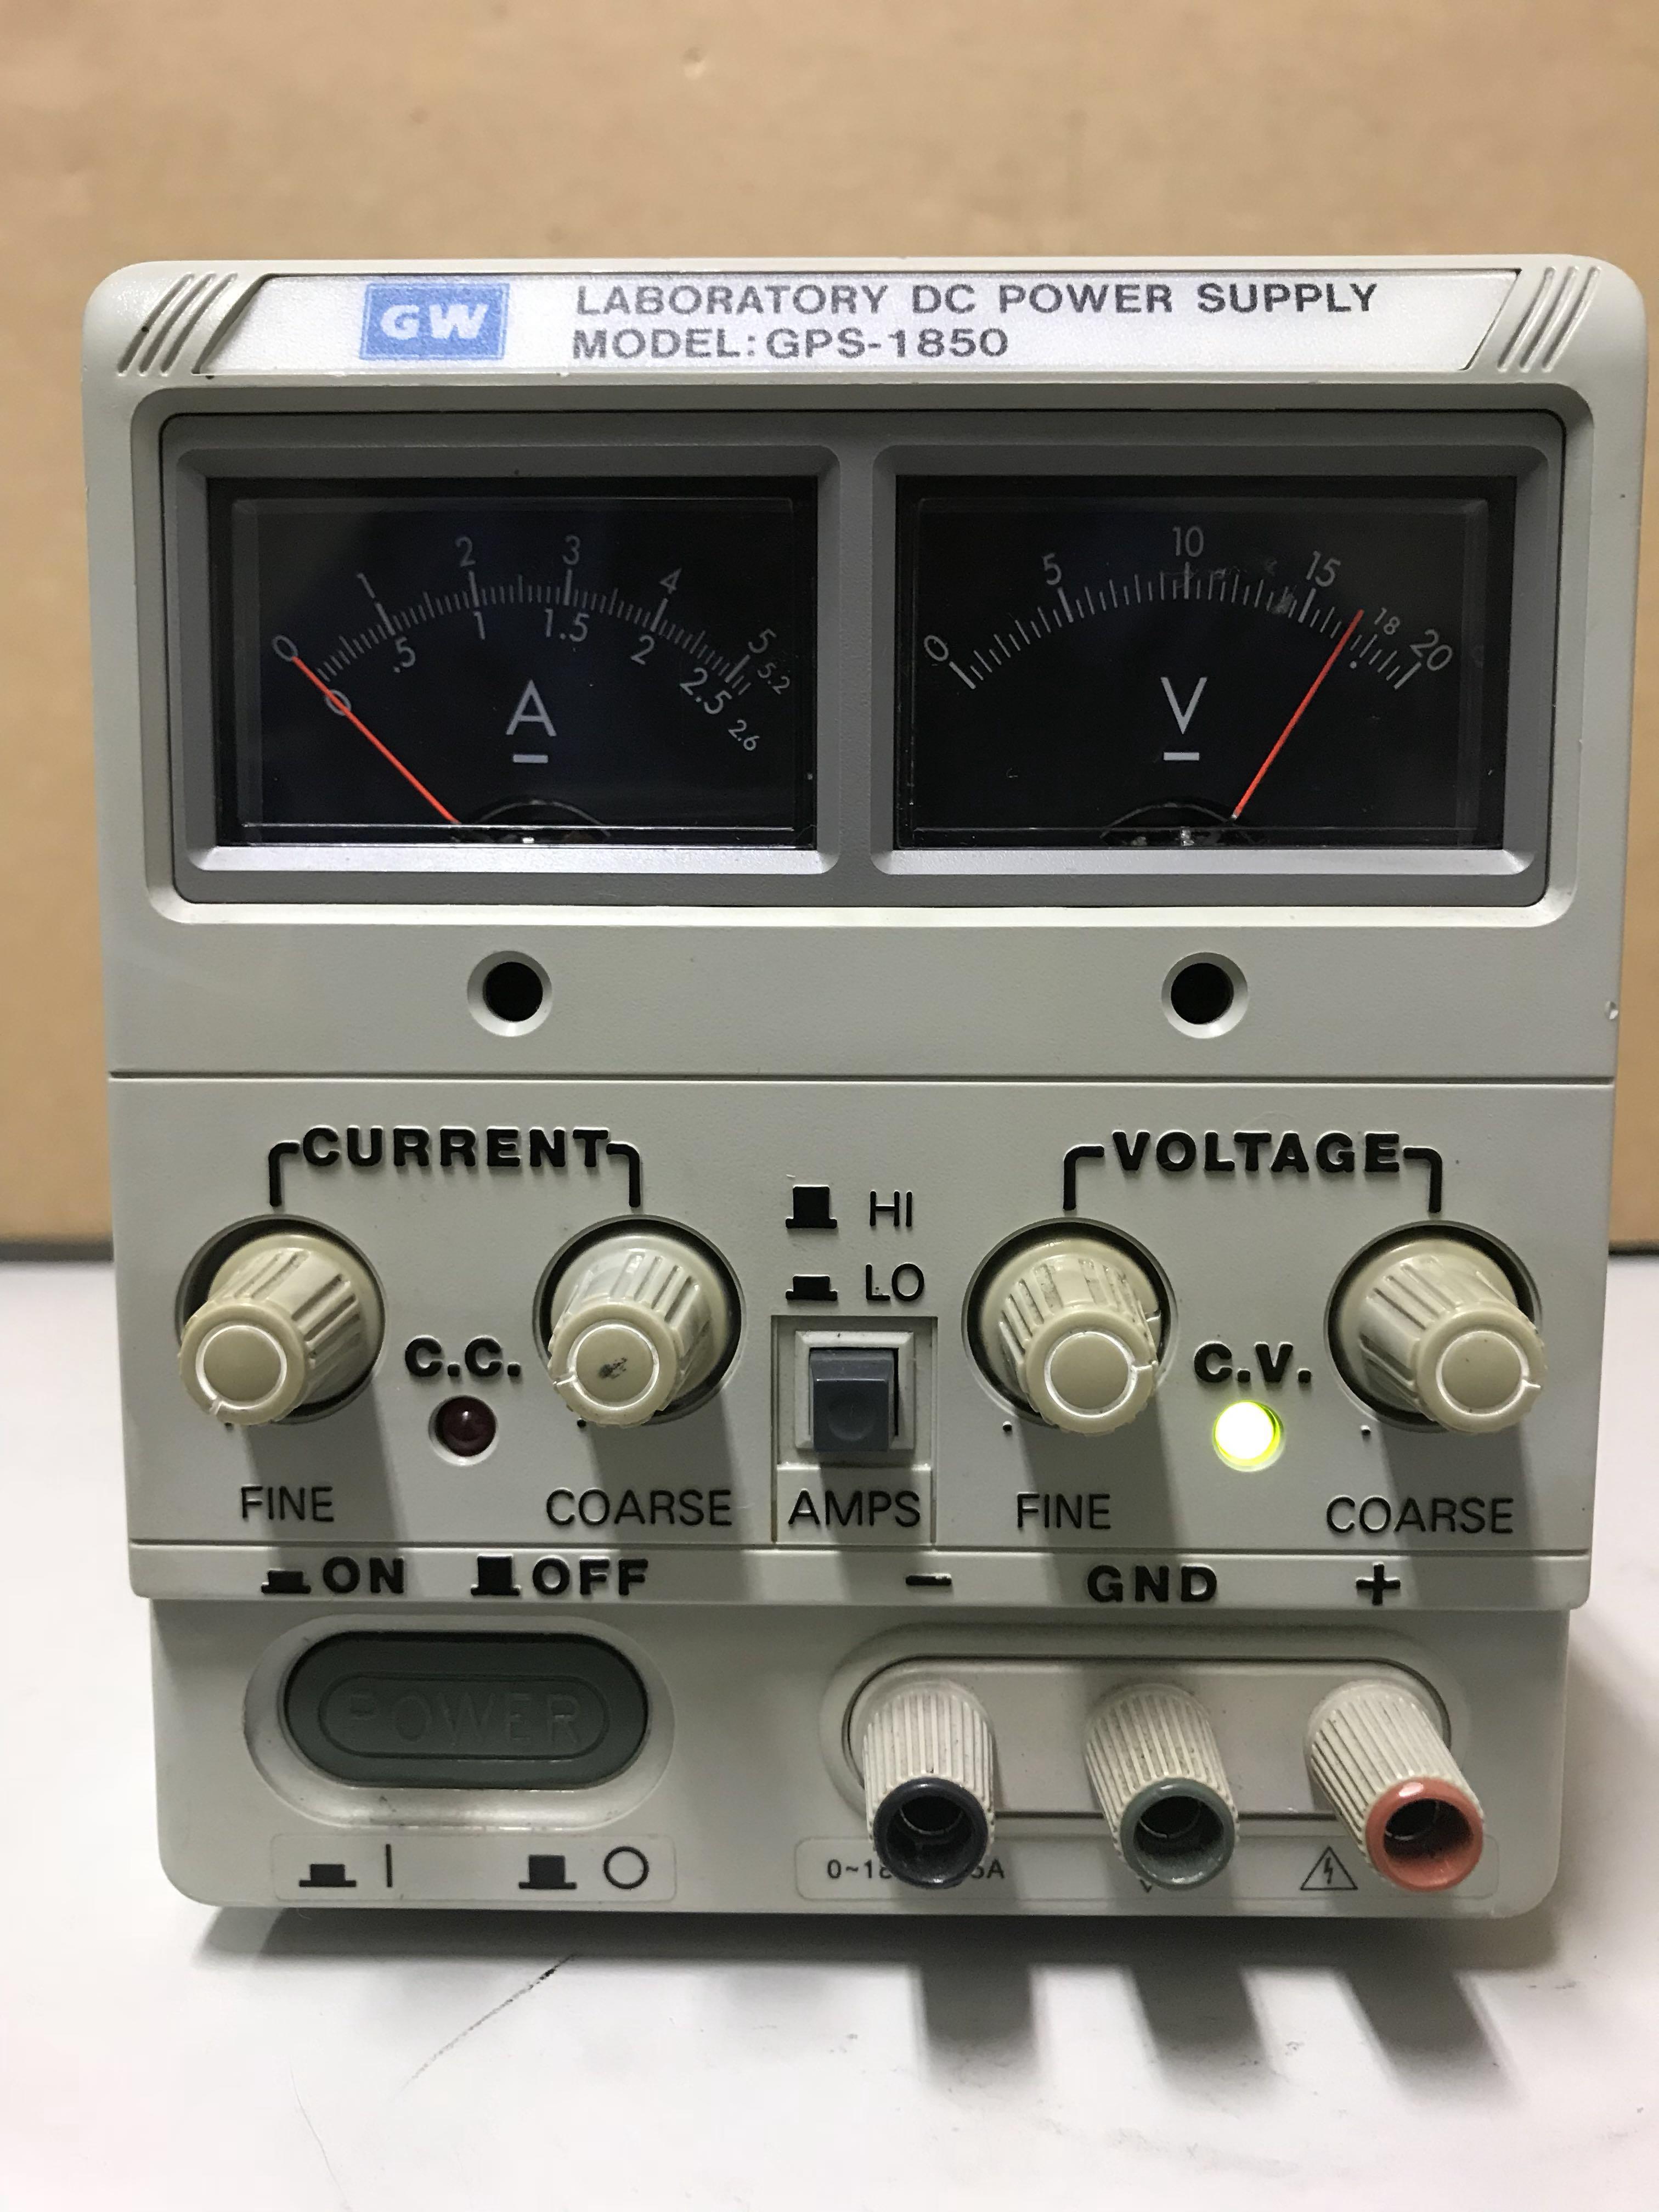 GW
LABORATORY DC POWER SUPPLY
MODEL:GPS-1850
0 1 2 3 4 5 5.2
0 .5 1 1.5 2 2.5 2.6
A
0 5 10 15 18 20
V
CURRENT
VOLTAGE
HI
LO
C.C.
C.V.
FINE
COARSE
AMPS
FINE
COARSE
ON OFF
- GND +
POWER